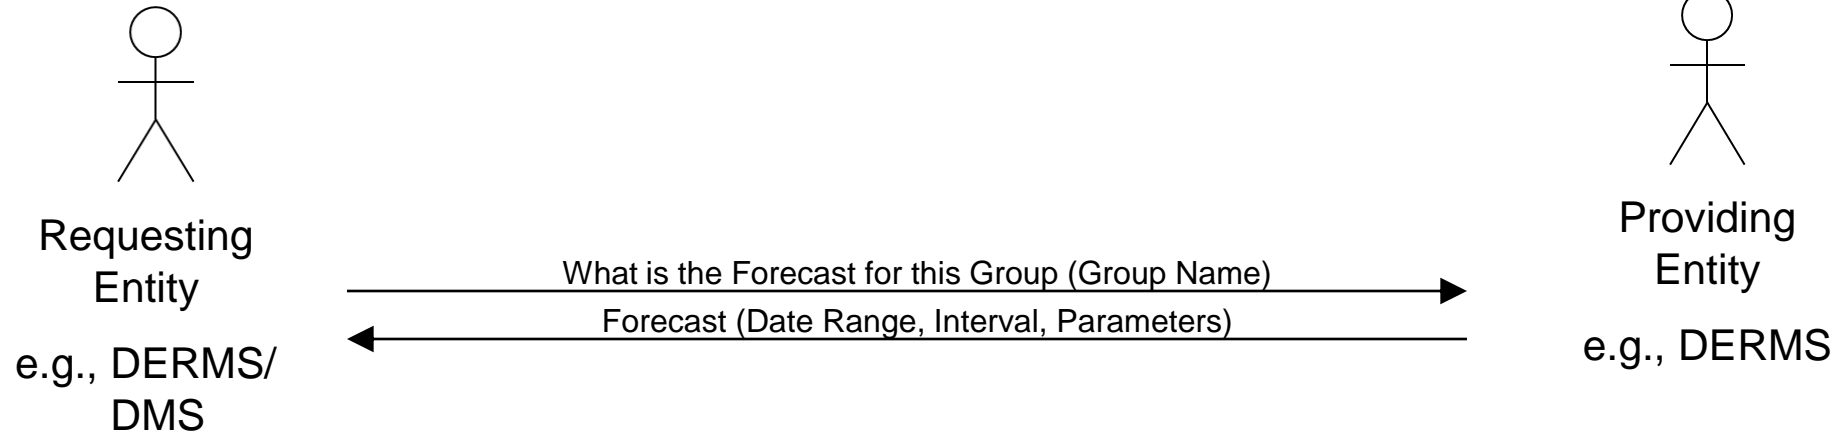 Requesting
Entity
e.g., DERMS/
DMS
What is the Forecast for this Group (Group Name)
Forecast (Date Range, Interval, Parameters)
Providing
Entity
e.g., DERMS